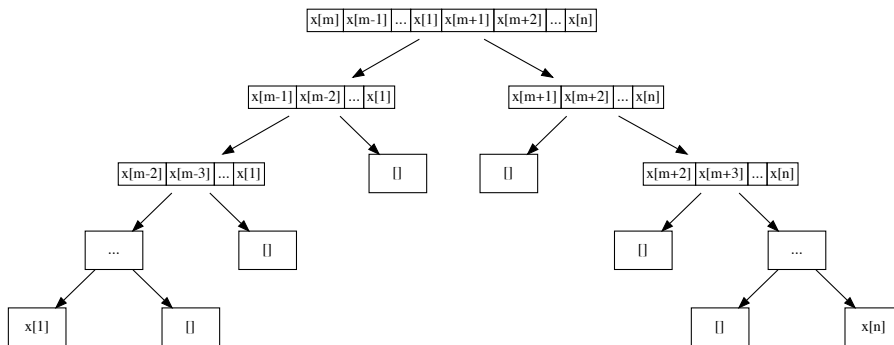 x[m] x[m-1] ... x[1] x[m+1] x[m+2] ... x[n]
x[m-1] x[m-2] ... x[1]
x[m+1] x[m+2] ... x[n]
x[m-2] x[m-3] ... x[1]
[]
[]
x[m+2] x[m+3] ... x[n]
...
[]
[]
...
x[1]
[]
[]
x[n]